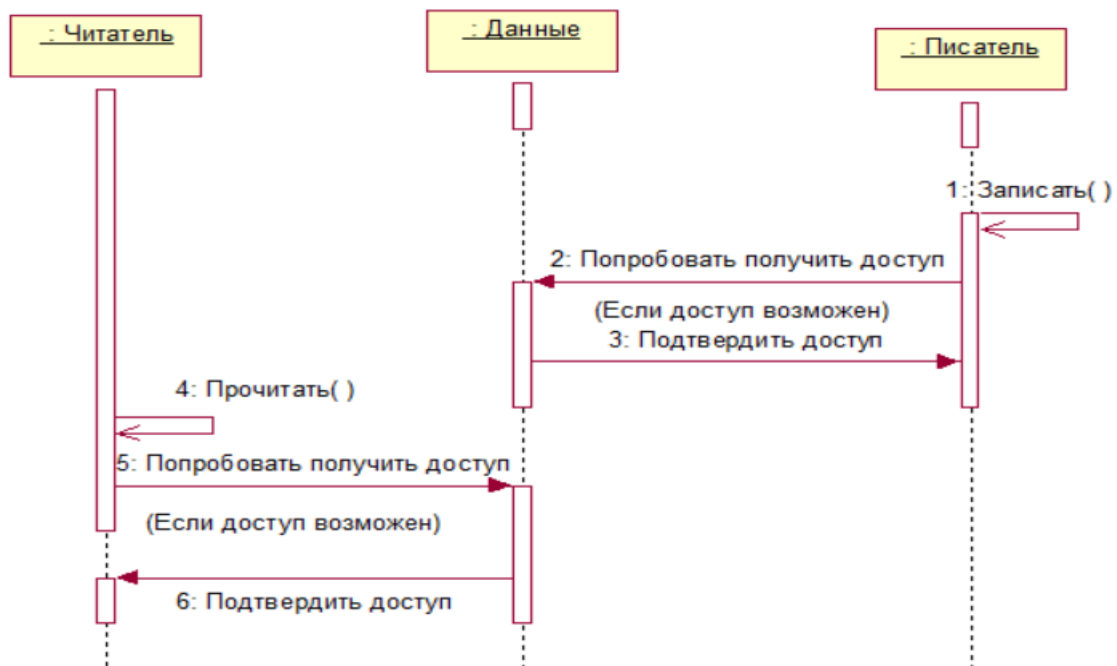 : Читатель
: Данные
: Писатель
1: Записать( )
2: Попробовать получить доступ
(Если доступ возможен)
3: Подтвердить доступ
4: Прочитать( )
5: Попробовать получить доступ
(Если доступ возможен)
6: Подтвердить доступ